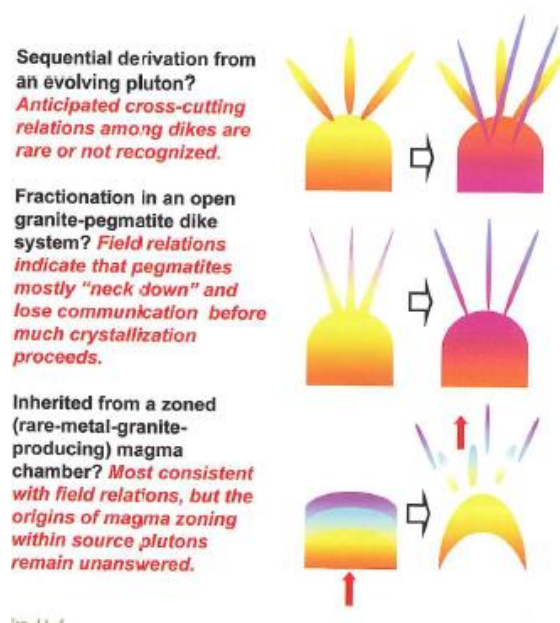 Sequential derivation from
an evolving pluton?
Anticipated cross-cutting
relations among dikes are
rare or not recognized.
Fractionation in an open
granite-pegmatite dike
system? Field relations
indicate that pegmatites
mostly "neck down" and
lose communication before
much crystallization
proceeds.
Inherited from a zoned
(rare-metal-granite-
producing) magma
chamber? Most consistent
with field relations, but the
origins of magma zoning
within source plutons
remain unanswered.